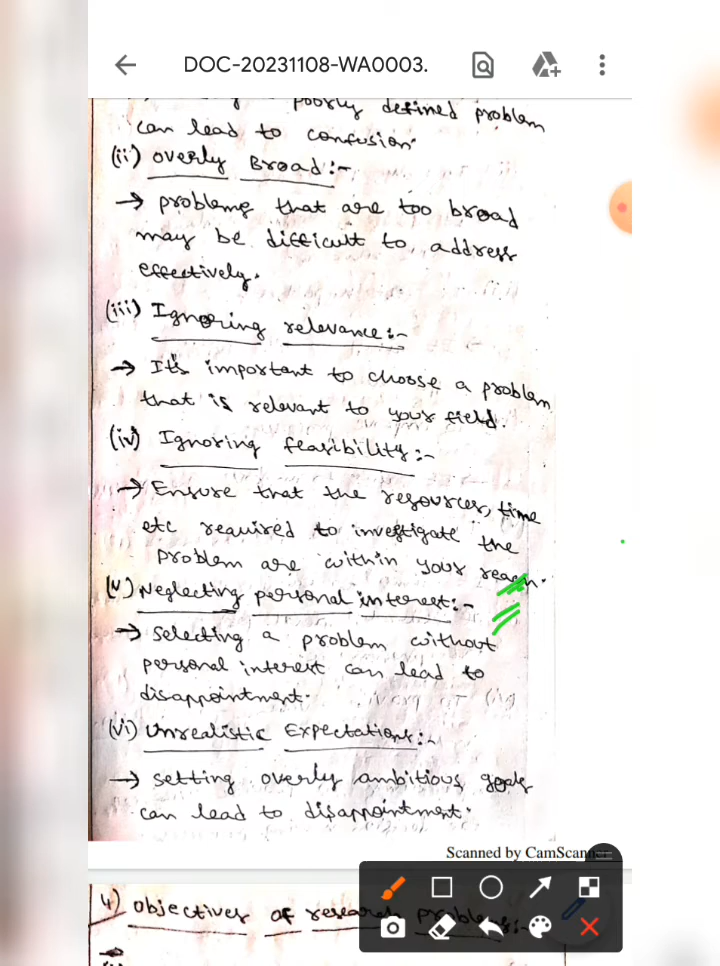 DOC-20231108-WA0003.
poorly defined problem
can lead to confusion.
(ii) overly Broad:-
→ problems that are too broad
may be difficult to address
effectively.
(iii) Ignoring relevance:-
→ It's important to choose a problem
that is relevant to your field.
(iv) Ignoring feasibility:-
→ Ensure that the resources, time
etc required to investigate the
problem are within your reach.
(v) Neglecting personal interest:-
→ selecting a problem without
personal interest can lead to
disappointment.
(vi) Unrealistic Expectations:-
→ setting overly ambitious goals
can lead to disappointment.
Scanned by CamScanner
4) objectives of research problems:-